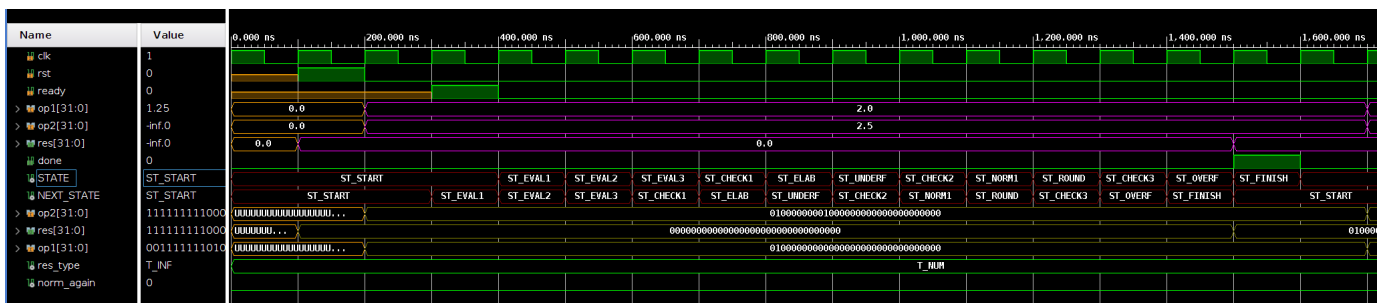 Name Value 0.000 ns 200.000 ns 400.000 ns 600.000 ns 800.000 ns 1,000.000 ns 1,200.000 ns 1,400.000 ns 1,600.000 ns
clk 1
rst 0
ready 0
op1[31:0] 1.25 0.0 2.0
op2[31:0] -inf.0 0.0 2.5
res[31:0] -inf.0 0.0 0.0
done 0
STATE ST_START ST_START ST_EVAL1 ST_EVAL2 ST_EVAL3 ST_CHECK1 ST_ELAB ST_UNDERF ST_CHECK2 ST_NORM1 ST_ROUND ST_CHECK3 ST_OVERF ST_FINISH
NEXT_STATE ST_START ST_START ST_EVAL1 ST_EVAL2 ST_EVAL3 ST_CHECK1 ST_ELAB ST_UNDERF ST_CHECK2 ST_NORM1 ST_ROUND ST_CHECK3 ST_OVERF ST_FINISH ST_START
op2[31:0] 111111111000 UUUUUUUUUUUUUUUUU... 01000000001000000000000000000000
res[31:0] 111111111000 UUUUUUU... 00000000000000000000000000000000 01000
op1[31:0] 001111111010 UUUUUUUUUUUUUUUUU... 01000000000000000000000000000000
res_type T_INF T_NUM
norm_again 0